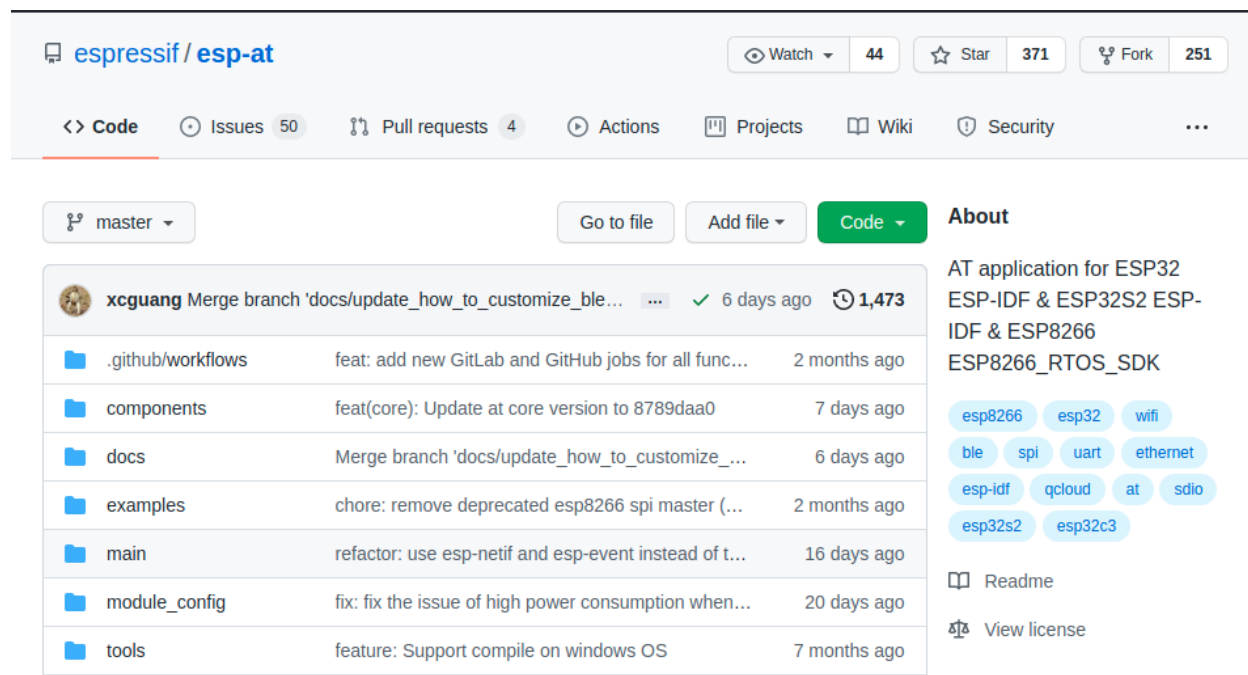 espressif / esp-at
Watch 44 Star 371 Fork 251
Code Issues 50 Pull requests 4 Actions Projects Wiki Security ...
master Go to file Add file Code
xcguang Merge branch 'docs/update_how_to_customize_ble... ... 6 days ago 1,473
.github/workflows feat: add new GitLab and GitHub jobs for all func... 2 months ago
components feat(core): Update at core version to 8789daa0 7 days ago
docs Merge branch 'docs/update_how_to_customize_... 6 days ago
examples chore: remove deprecated esp8266 spi master (... 2 months ago
main refactor: use esp-netif and esp-event instead of t... 16 days ago
module_config fix: fix the issue of high power consumption when... 20 days ago
tools feature: Support compile on windows OS 7 months ago
About
AT application for ESP32
ESP-IDF & ESP32S2 ESP-
IDF & ESP8266
ESP8266_RTOS_SDK
esp8266 esp32 wifi
ble spi uart ethernet
esp-idf qcloud at sdio
esp32s2 esp32c3
Readme
View license